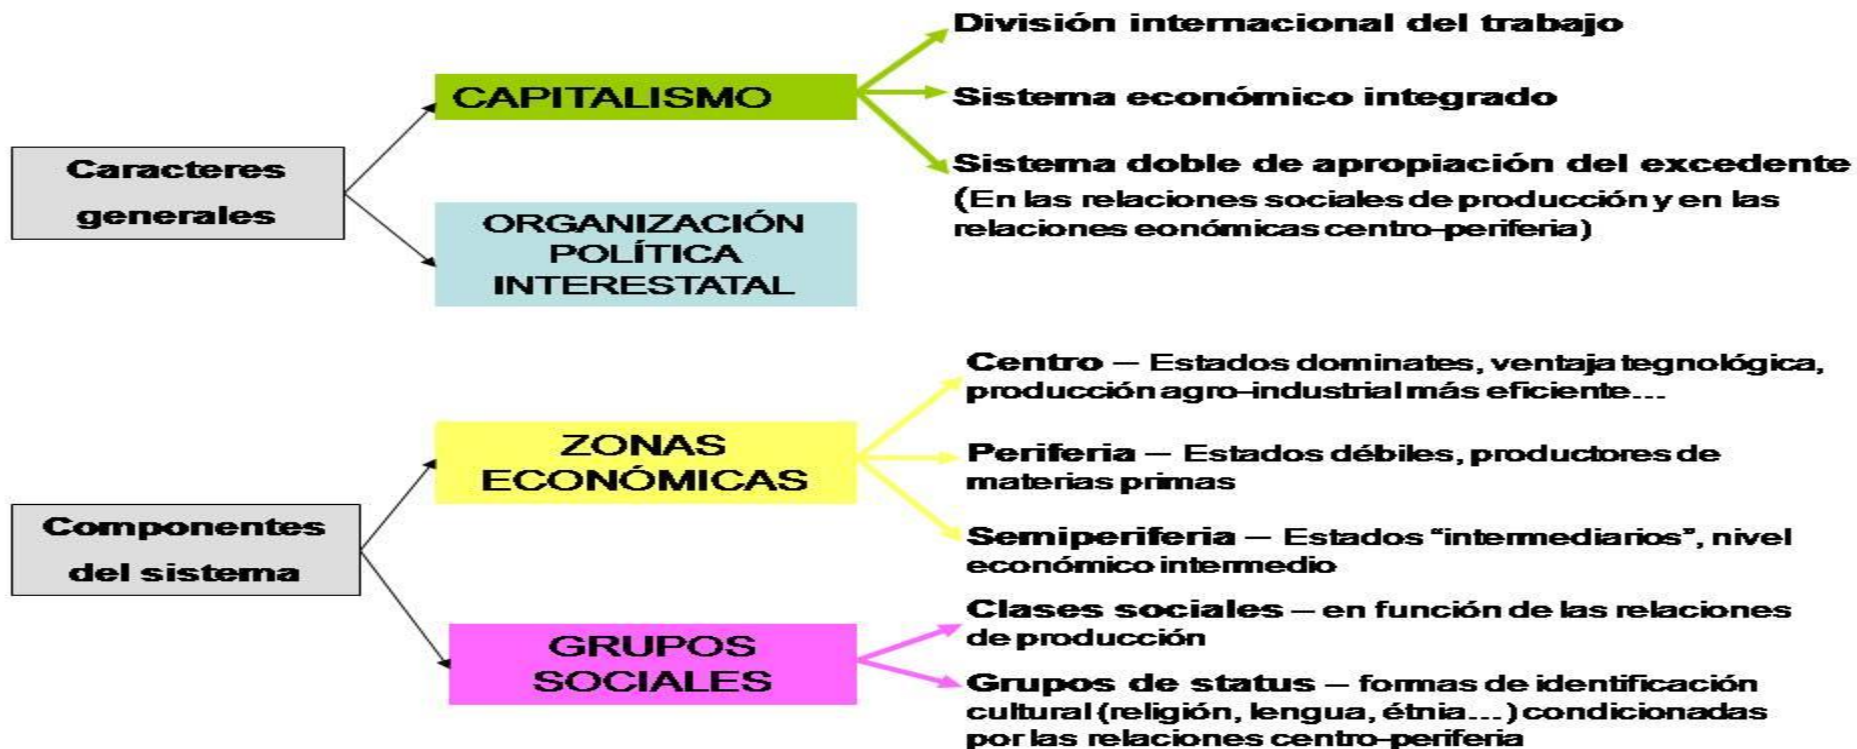 Caracteres
generales
CAPITALISMO
División internacional del trabajo
Sistema económico integrado
Sistema doble de apropiación del excedente
(En las relaciones sociales de producción y en las
relaciones eonómicas centro-periferia)
ORGANIZACIÓN
POLÍTICA
INTERESTATAL
Componentes
del sistema
ZONAS
ECONÓMICAS
Centro – Estados dominates, ventaja tegnológica,
producción agro-industrial más eficiente...
Periferia – Estados débiles, productores de
materias primas
Semiperiferia – Estados “intermediarios”, nivel
económico intermedio
GRUPOS
SOCIALES
Clases sociales – en función de las relaciones
de producción
Grupos de status – formas de identificación
cultural (religión, lengua, étnia...) condicionadas
por las relaciones centro-periferia